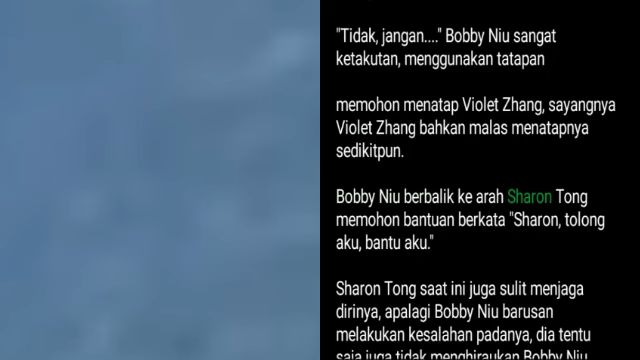 "Tidak, jangan...." Bobby Niu sangat
ketakutan, menggunakan tatapan
memohon menatap Violet Zhang, sayangnya
Violet Zhang bahkan malas menatapnya
sedikitpun.
Bobby Niu berbalik ke arah Sharon Tong
memohon bantuan berkata "Sharon, tolong
aku, bantu aku."
Sharon Tong saat ini juga sulit menjaga
dirinya, apalagi Bobby Niu barusan
melakukan kesalahan padanya, dia tentu
saja juga tidak menghiraukan Bobby Niu